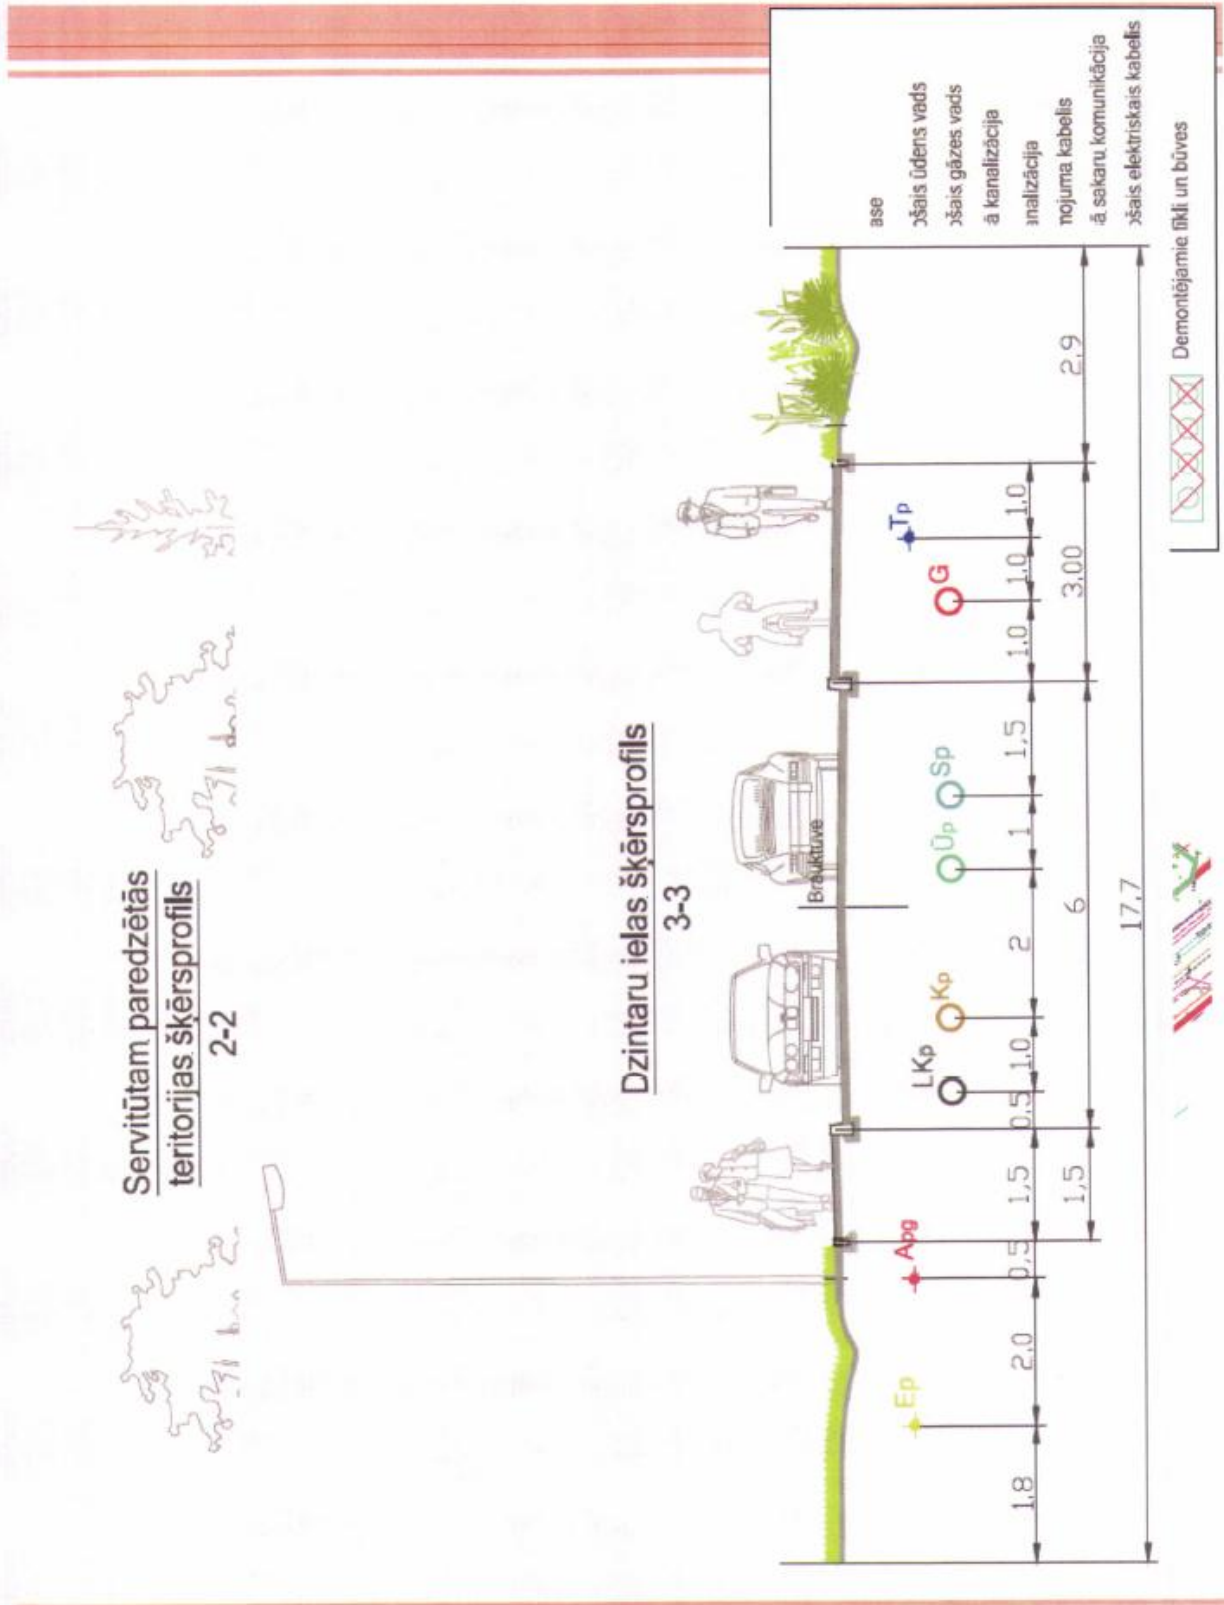 Servitūtam paredzētās
teritorijas šķērsprofils
2-2
Dzintaru ielas šķērsprofils
3-3
Brauktuve
Ep
Apg
LKp
Kp
Ūp
Sp
G
Tp
1,8
2,0
0,5
1,5
0,5
1,0
2
1
1,5
1,0
1,0
1,0
1,5
6
3,00
2,9
17,7
ase
ošais ūdens vads
ošais gāzes vads
ā kanalizācija
analizācija
nojuma kabelis
ā sakaru komunikācija
ošais elektriskais kabelis
Demontējamie tīkli un būves